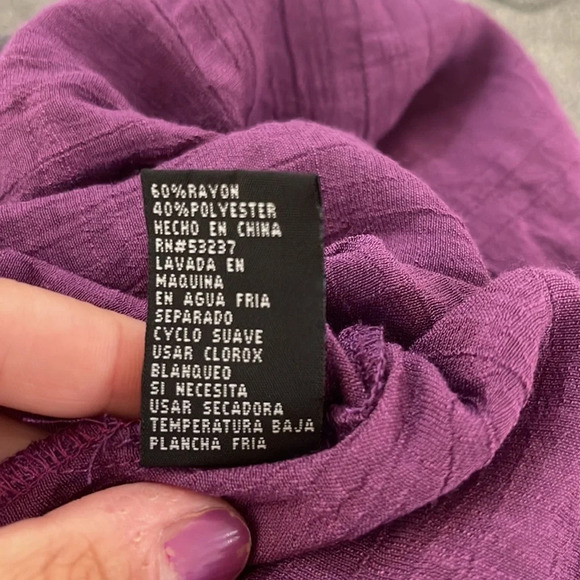 60%RAYON
40%POLYESTER
HECHO EN CHINA
RN#53237
LAVADA EN
MAQUINA
EN AGUA FRIA
SEPARADO
CYCLO SUAVE
USAR CLOROX
BLANQUEO
SI NECESITA
USAR SECADORA
TEMPERATURA BAJA
PLANCHA FRIA